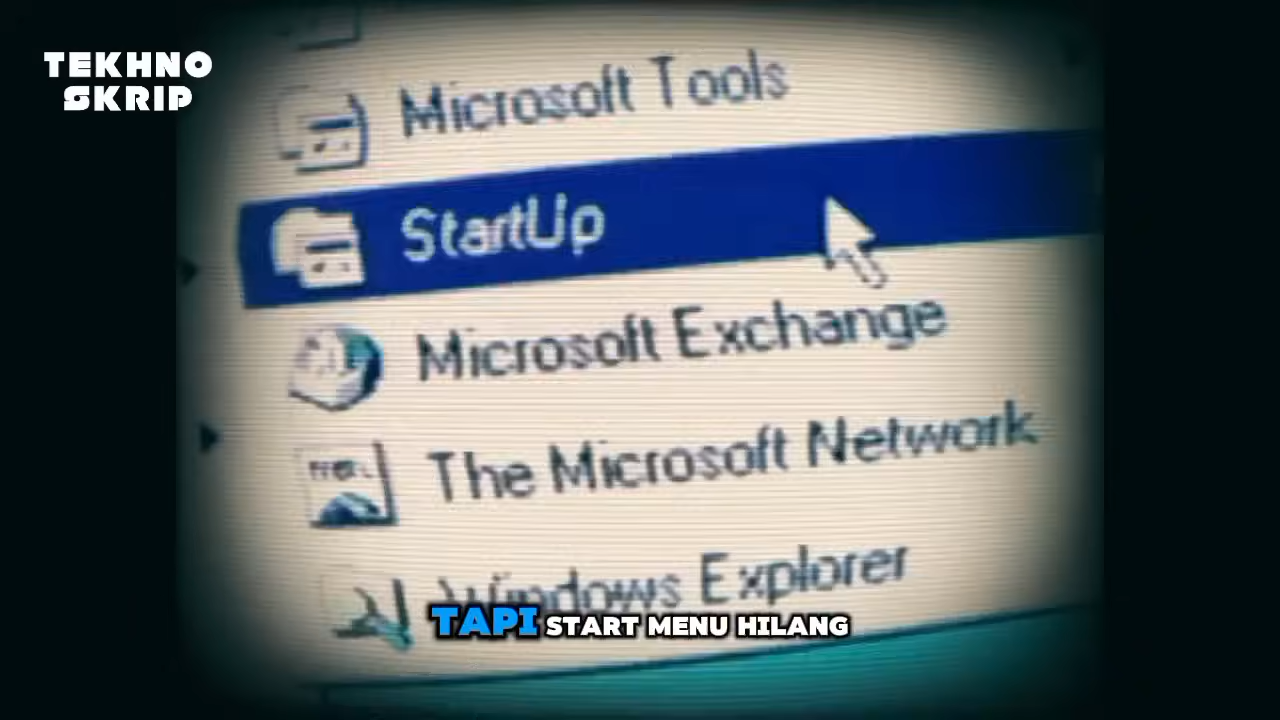 TEKHNO
SKRIP
Microsoft Tools
StartUp
Microsoft Exchange
The Microsoft Network
Windows Explorer
TAPI START MENU HILANG